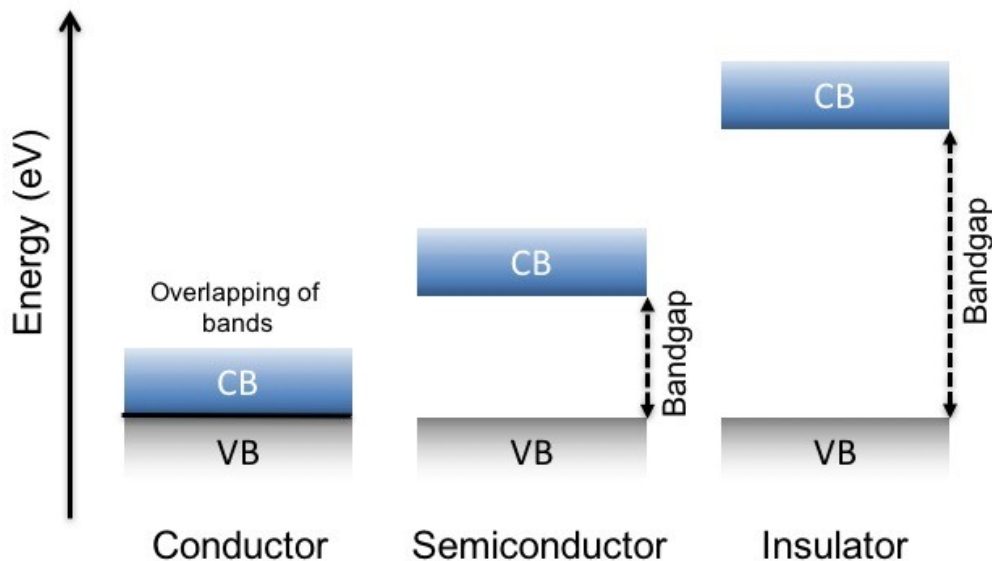 Energy (eV)
Overlapping of
bands
CB
VB
Conductor
CB
Bandgap
VB
Semiconductor
CB
Bandgap
VB
Insulator